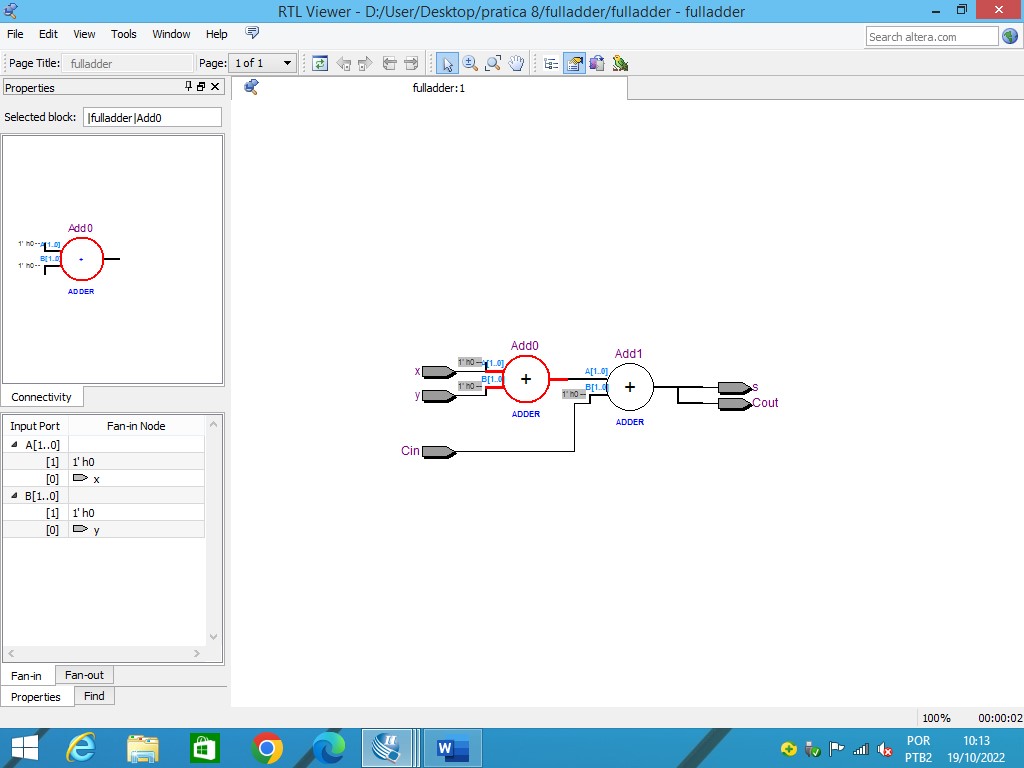 RTL Viewer - D:/User/Desktop/pratica 8/fulladder/fulladder - fulladder
File Edit View Tools Window Help
Search altera.com
Page Title: fulladder Page: 1 of 1
Properties
fulladder:1
Selected block: |fulladder|Add0
Add0
1' h0 A[1..0]
B[1..0]
1' h0
+
ADDER
Connectivity
Input Port Fan-in Node
A[1..0]
[1] 1' h0
[0] x
B[1..0]
[1] 1' h0
[0] y
Fan-in Fan-out
Properties Find
Add0
Add1
1' h0 A[1..0]
x
B[1..0]
1' h0
y
+
ADDER
A[1..0]
B[1..0]
1' h0
+
ADDER
s
Cout
Cin
100% 00:00:02
POR
PTB2
10:13
19/10/2022